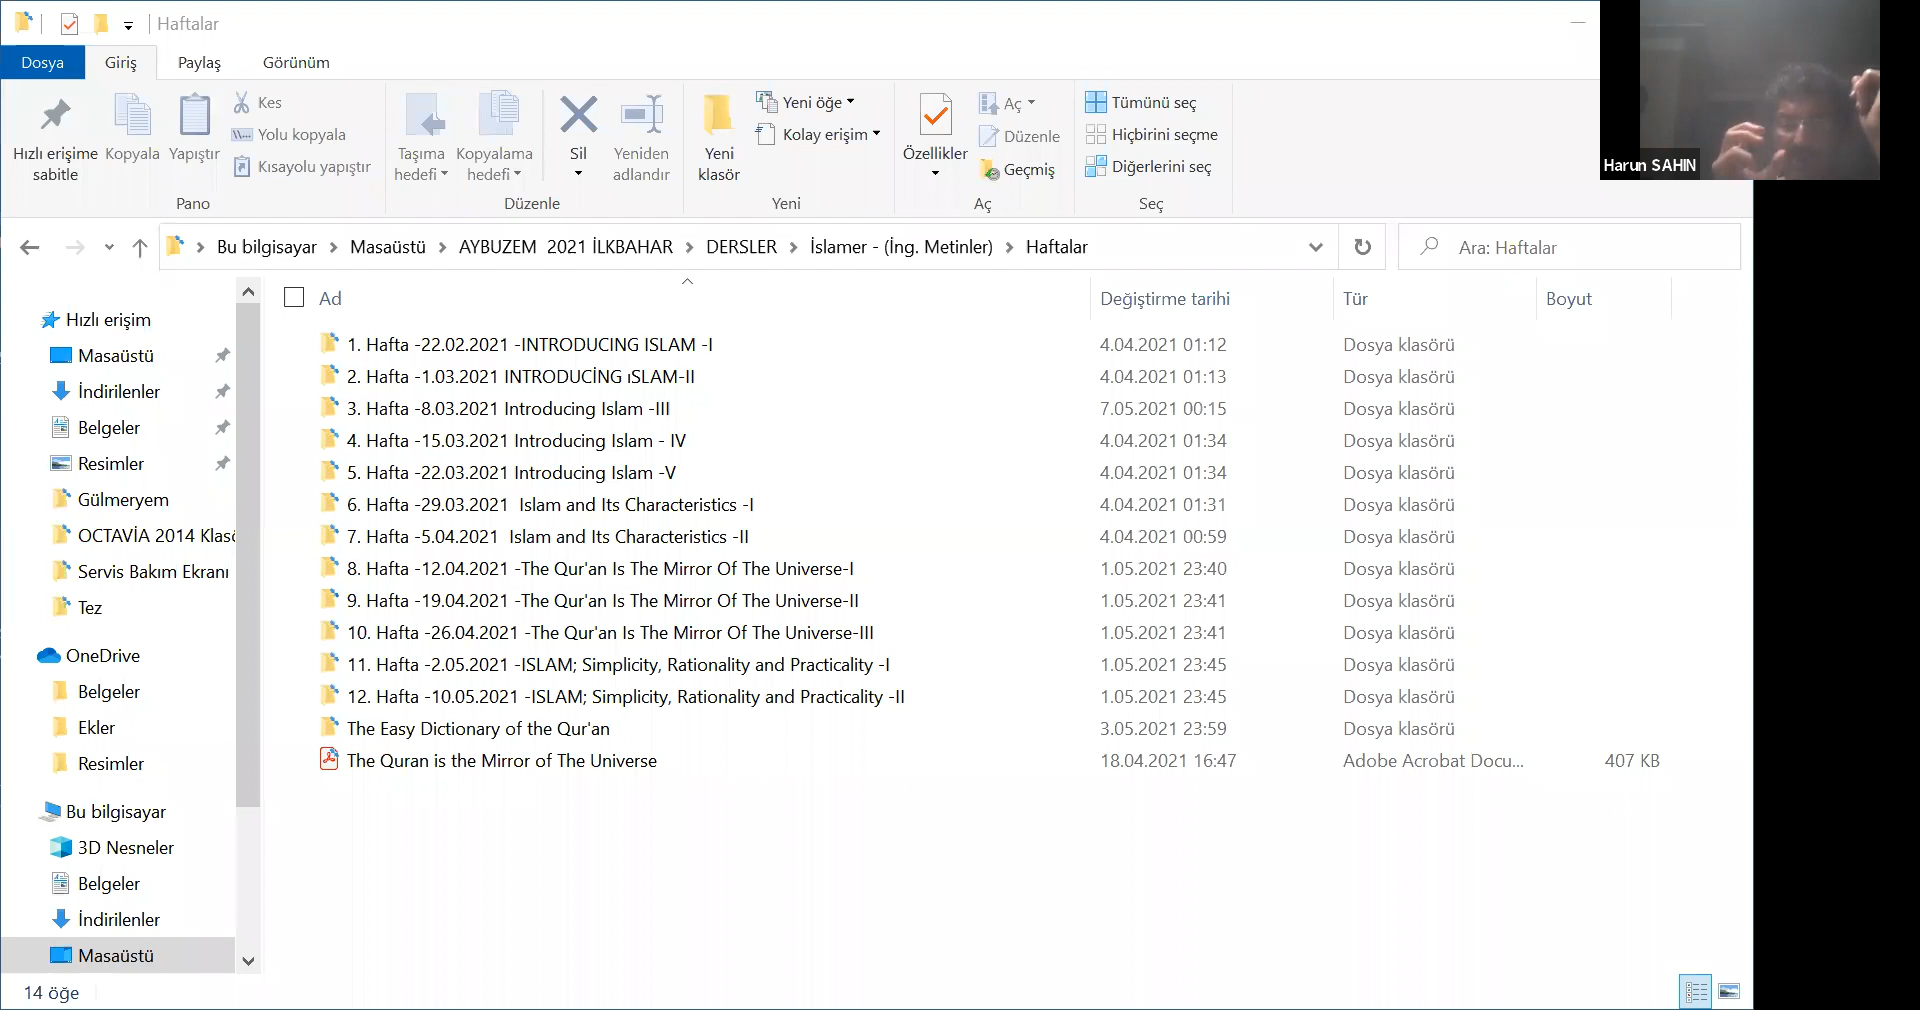 Haftalar
Dosya Giriş Paylaş Görünüm
Hızlı erişime sabitle
Kopyala
Yapıştır
Kes
Yolu kopyala
Kısayolu yapıştır
Pano
Taşıma hedefi
Kopyalama hedefi
Sil
Yeniden adlandır
Düzenle
Yeni klasör
Yeni öğe
Kolay erişim
Yeni
Özellikler
Aç
Düzenle
Geçmiş
Aç
Tümünü seç
Hiçbirini seçme
Diğerlerini seç
Seç
Harun SAHIN
Bu bilgisayar > Masaüstü > AYBUZEM 2021 İLKBAHAR > DERSLER > İslamer - (İng. Metinler) > Haftalar
Ara: Haftalar
Hızlı erişim
Masaüstü
İndirilenler
Belgeler
Resimler
Gülmeryem
OCTAVİA 2014 Klas
Servis Bakım Ekranı
Tez
OneDrive
Belgeler
Ekler
Resimler
Bu bilgisayar
3D Nesneler
Belgeler
İndirilenler
Masaüstü
Ad Değiştirme tarihi Tür Boyut
1. Hafta -22.02.2021 -INTRODUCING ISLAM -I 4.04.2021 01:12 Dosya klasörü
2. Hafta -1.03.2021 INTRODUCİNG ıSLAM-II 4.04.2021 01:13 Dosya klasörü
3. Hafta -8.03.2021 Introducing Islam -III 7.05.2021 00:15 Dosya klasörü
4. Hafta -15.03.2021 Introducing Islam - IV 4.04.2021 01:34 Dosya klasörü
5. Hafta -22.03.2021 Introducing Islam -V 4.04.2021 01:34 Dosya klasörü
6. Hafta -29.03.2021  Islam and Its Characteristics -I 4.04.2021 01:31 Dosya klasörü
7. Hafta -5.04.2021  Islam and Its Characteristics -II 4.04.2021 00:59 Dosya klasörü
8. Hafta -12.04.2021 -The Qur'an Is The Mirror Of The Universe-I 1.05.2021 23:40 Dosya klasörü
9. Hafta -19.04.2021 -The Qur'an Is The Mirror Of The Universe-II 1.05.2021 23:41 Dosya klasörü
10. Hafta -26.04.2021 -The Qur'an Is The Mirror Of The Universe-III 1.05.2021 23:41 Dosya klasörü
11. Hafta -2.05.2021 -ISLAM; Simplicity, Rationality and Practicality -I 1.05.2021 23:45 Dosya klasörü
12. Hafta -10.05.2021 -ISLAM; Simplicity, Rationality and Practicality -II 1.05.2021 23:45 Dosya klasörü
The Easy Dictionary of the Qur'an 3.05.2021 23:59 Dosya klasörü
The Quran is the Mirror of The Universe 18.04.2021 16:47 Adobe Acrobat Docu... 407 KB
14 öğe